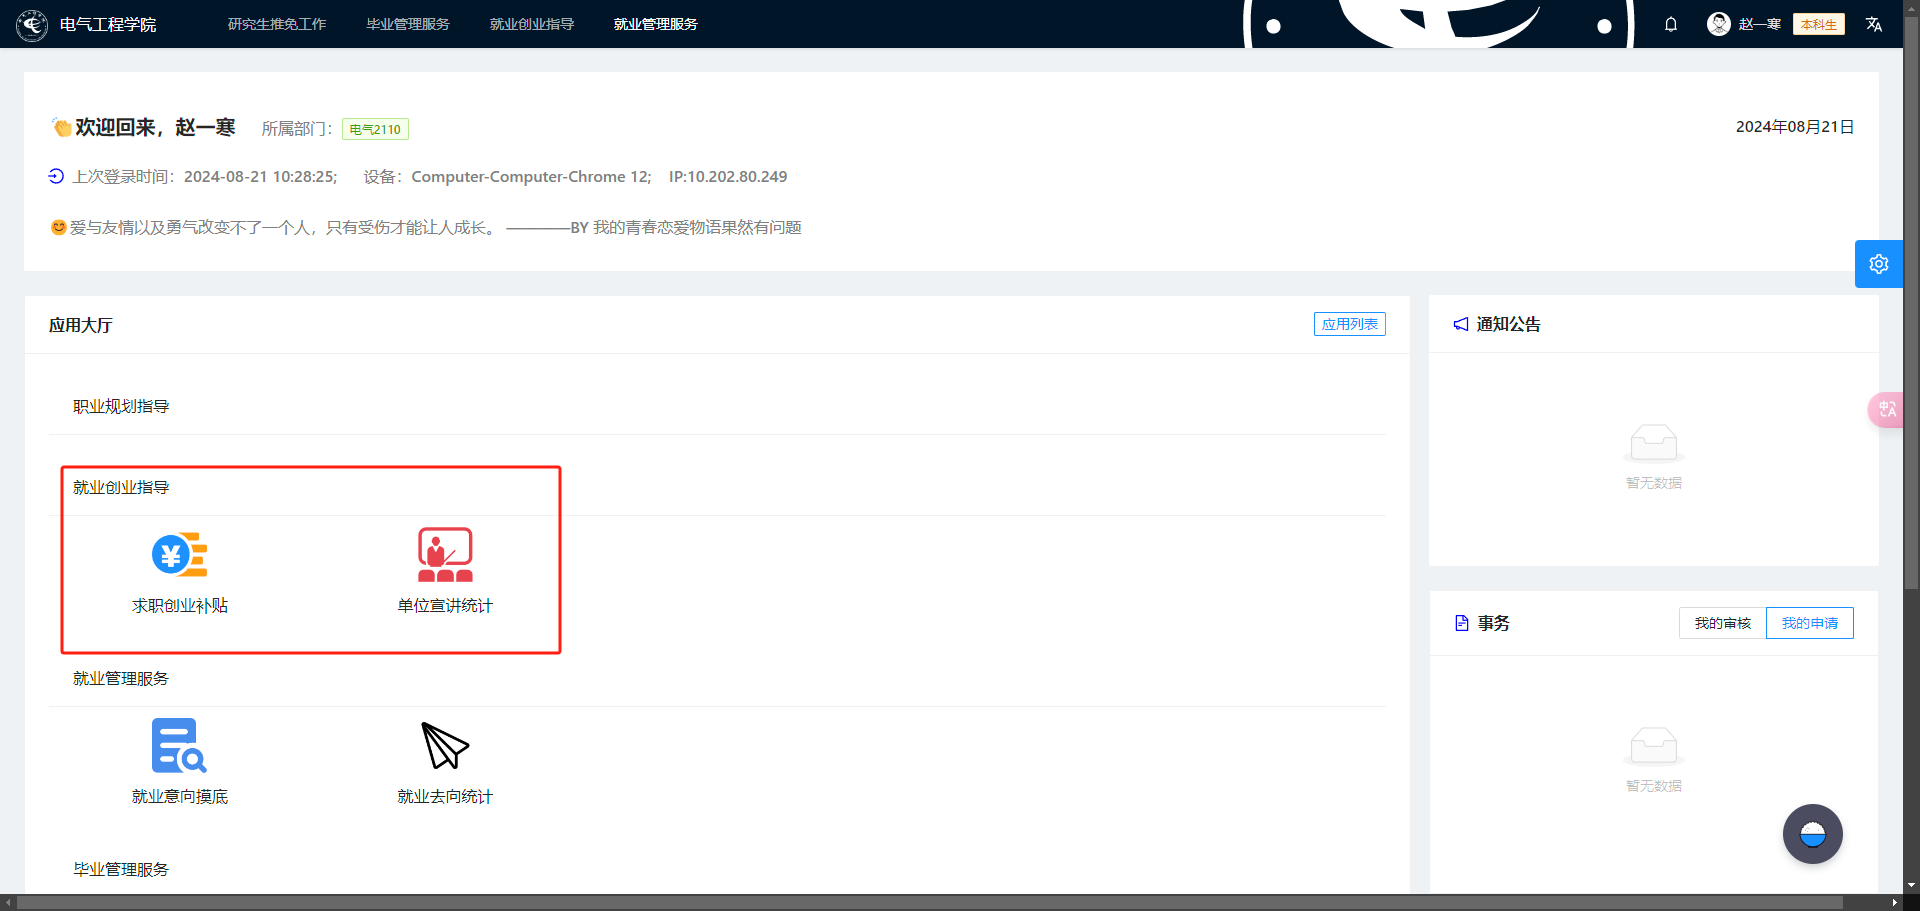 电气工程学院
研究生推免工作 毕业管理服务 就业创业指导 就业管理服务
赵一寒 本科生
欢迎回来，赵一寒 所属部门： 电气2110
2024年08月21日
上次登录时间：2024-08-21 10:28:25; 设备：Computer-Computer-Chrome 12; IP:10.202.80.249
爱与友情以及勇气改变不了一个人，只有受伤才能让人成长。 ————BY 我的青春恋爱物语果然有问题
应用大厅 应用列表
职业规划指导
就业创业指导
求职创业补贴 单位宣讲统计
就业管理服务
就业意向摸底 就业去向统计
毕业管理服务
通知公告
暂无数据
事务 我的审核 我的申请
暂无数据